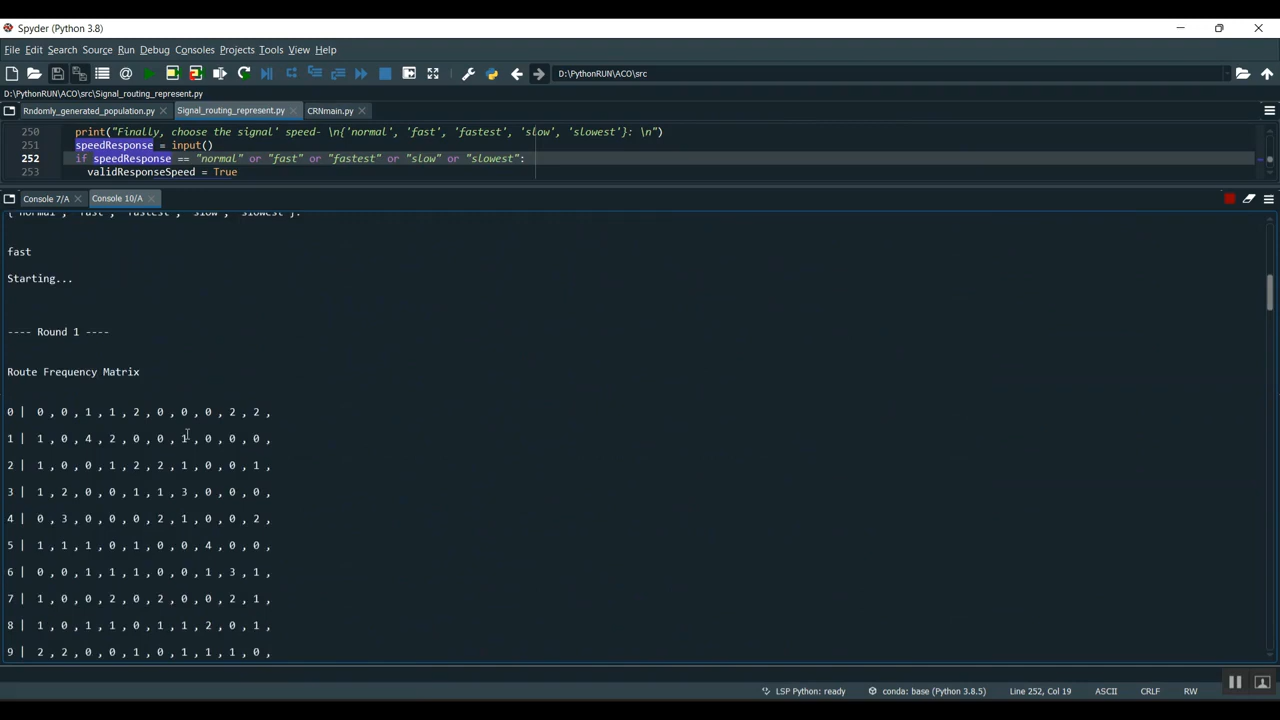 Spyder (Python 3.8)
File Edit Search Source Run Debug Consoles Projects Tools View Help
D:\PythonRUN\ACO\src
D:\PythonRUN\ACO\src\Signal_routing_represent.py
Rndomly_generated_population.py Signal_routing_represent.py CRNmain.py
250 print("Finally, choose the signal' speed- \n{'normal', 'fast', 'fastest', 'slow', 'slowest'}: \n")
251 speedResponse = input()
252 if speedResponse == "normal" or "fast" or "fastest" or "slow" or "slowest":
253 validResponseSpeed = True
Console 7/A Console 10/A
{'normal', 'fast', 'fastest', 'slow', 'slowest'}:
fast
Starting...
---- Round 1 ----
Route Frequency Matrix
0 | 0 , 0 , 1 , 1 , 2 , 0 , 0 , 0 , 2 , 2 ,
1 | 1 , 0 , 4 , 2 , 0 , 0 , 1 , 0 , 0 , 0 ,
2 | 1 , 0 , 0 , 1 , 2 , 2 , 1 , 0 , 0 , 1 ,
3 | 1 , 2 , 0 , 0 , 1 , 1 , 3 , 0 , 0 , 0 ,
4 | 0 , 3 , 0 , 0 , 0 , 2 , 1 , 0 , 0 , 2 ,
5 | 1 , 1 , 1 , 0 , 1 , 0 , 0 , 4 , 0 , 0 ,
6 | 0 , 0 , 1 , 1 , 1 , 0 , 0 , 1 , 3 , 1 ,
7 | 1 , 0 , 0 , 2 , 0 , 2 , 0 , 0 , 2 , 1 ,
8 | 1 , 0 , 1 , 1 , 0 , 1 , 1 , 2 , 0 , 1 ,
9 | 2 , 2 , 0 , 0 , 1 , 0 , 1 , 1 , 1 , 0 ,
LSP Python: ready conda: base (Python 3.8.5) Line 252, Col 19 ASCII CRLF RW